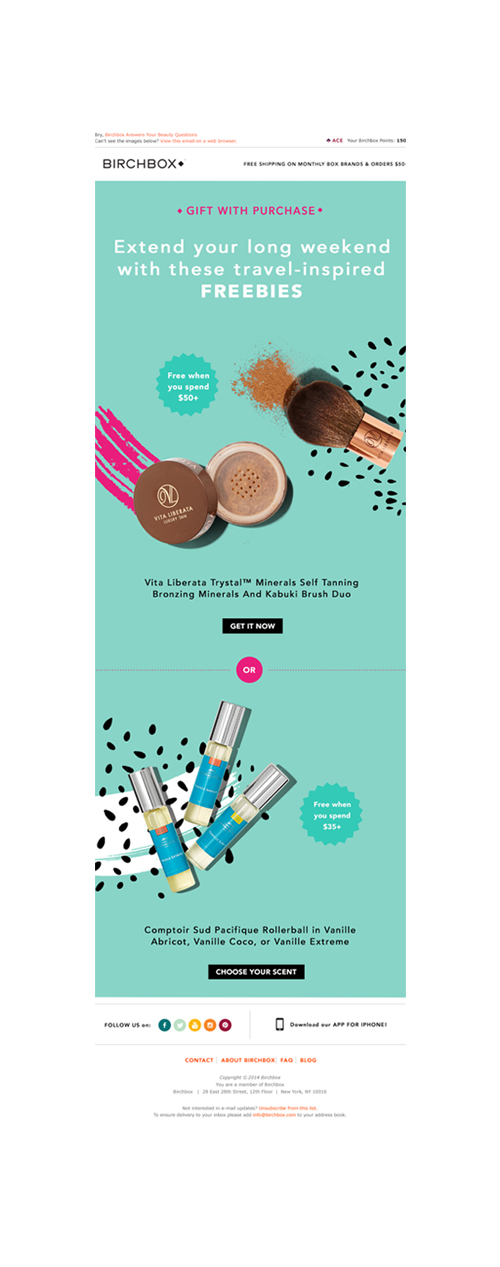 Bry, Birchbox Answers Your Beauty Questions
Can't see the images below? View this email on a web browser.
ACE Your Birchbox Points: 150
BIRCHBOX
FREE SHIPPING ON MONTHLY BOX BRANDS & ORDERS $50
GIFT WITH PURCHASE
Extend your long weekend
with these travel-inspired
FREEBIES
Free when
you spend
$50+
VITA LIBERATA
LUXURY TAN
Vita Liberata Trystal™ Minerals Self Tanning
Bronzing Minerals And Kabuki Brush Duo
GET IT NOW
OR
Free when
you spend
$35+
Comptoir Sud Pacifique Rollerball in Vanille
Abricot, Vanille Coco, or Vanille Extreme
CHOOSE YOUR SCENT
FOLLOW US on:
Download our APP FOR IPHONE!
CONTACT | ABOUT BIRCHBOX | FAQ | BLOG
Copyright © 2014 Birchbox
You are a member of Birchbox
Birchbox | 28 East 28th Street, 12th Floor | New York, NY 10016
Not interested in e-mail updates? Unsubscribe from this list.
To ensure delivery to your inbox please add info@birchbox.com to your address book.